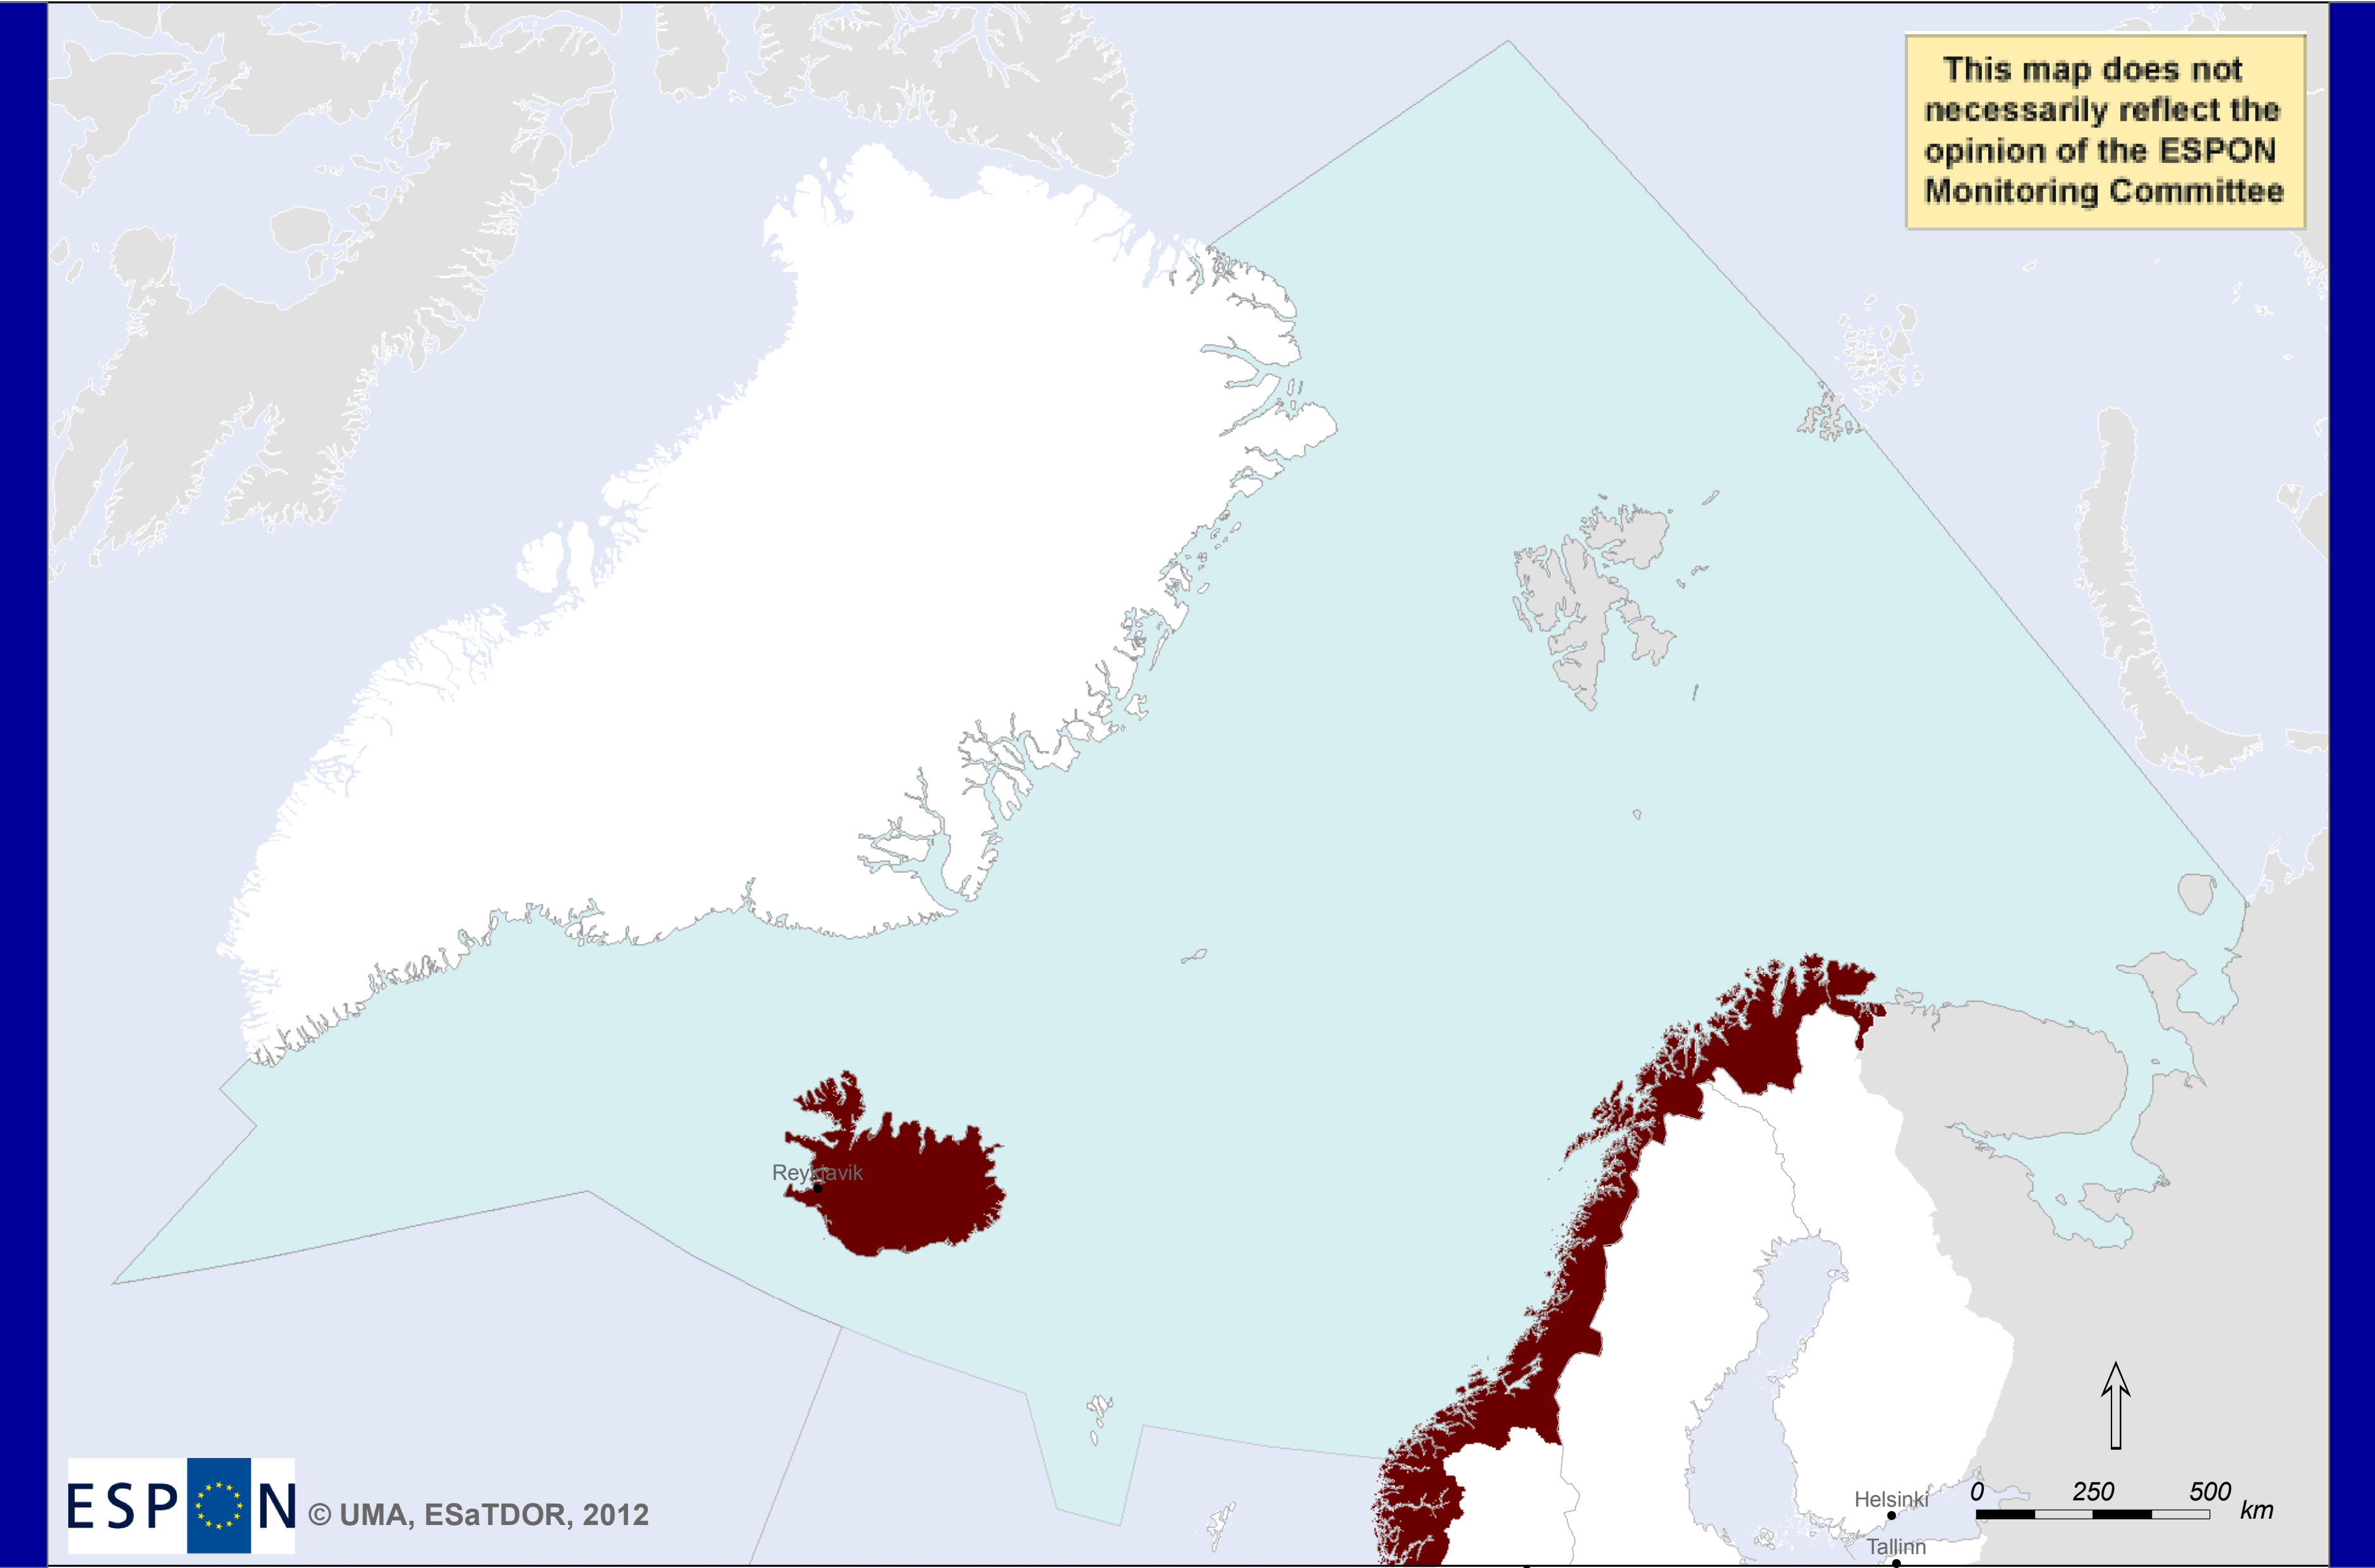 This map does not
necessarily reflect the
opinion of the ESPON
Monitoring Committee
Reykjavik
ESPON © UMA, ESaTDOR, 2012
Helsinki
Tallinn
0 250 500 km